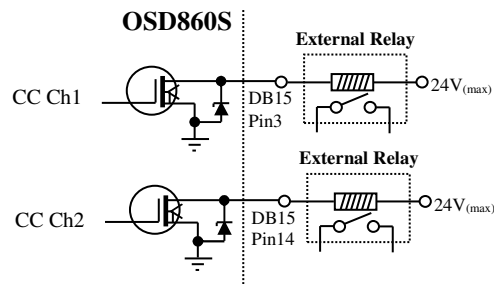 OSD860S
External Relay
CC Ch1
DB15
Pin3
24V(max)
External Relay
CC Ch2
DB15
Pin14
24V(max)